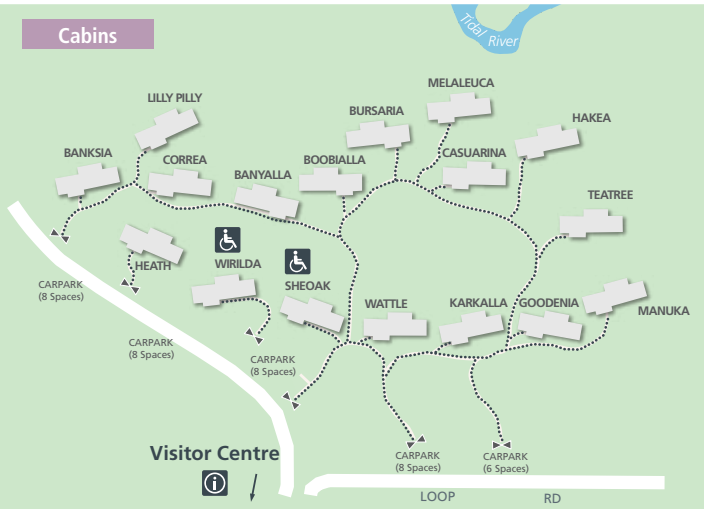 Cabins
Tidal River
MELALEUCA
LILLY PILLY
BURSARIA
HAKEA
BANKSIA
CORREA
BOOBIALLA
CASUARINA
BANYALLA
TEATREE
HEATH
WIRILDA
SHEOAK
CARPARK
(8 Spaces)
WATTLE
KARKALLA
GOODENIA
MANUKA
CARPARK
(8 Spaces)
CARPARK
(8 Spaces)
Visitor Centre
i
CARPARK
(8 Spaces)
CARPARK
(6 Spaces)
LOOP RD